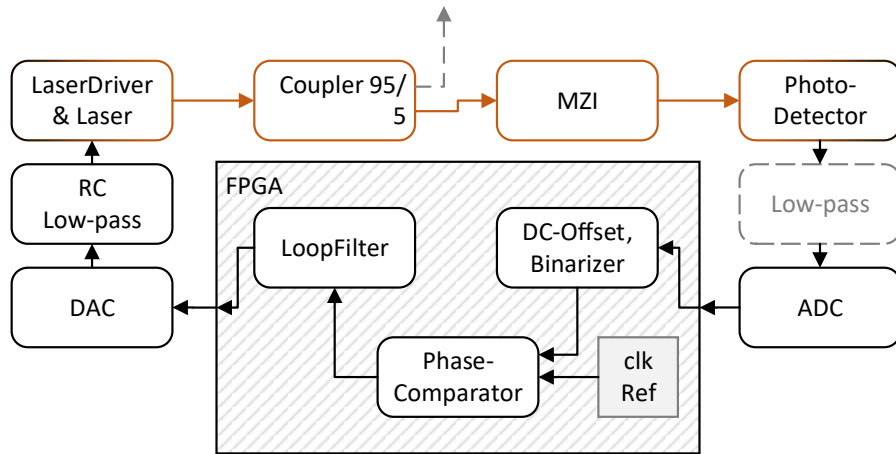 LaserDriver
& Laser
Coupler 95/
5
MZI
Photo-
Detector
RC
Low-pass
FPGA
Low-pass
LoopFilter
DC-Offset,
Binarizer
DAC
ADC
Phase-
Comparator
clk
Ref